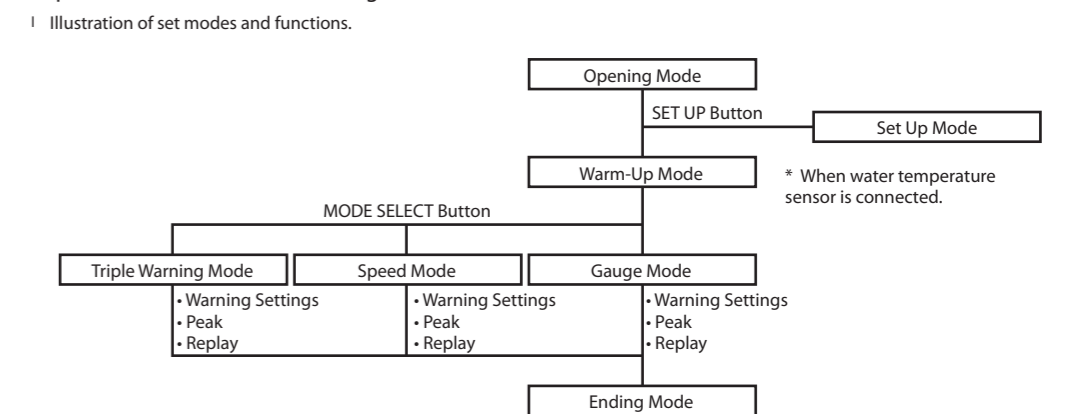 l Illustration of set modes and functions.
Opening Mode
SET UP Button
Set Up Mode
Warm-Up Mode
* When water temperature
sensor is connected.
MODE SELECT Button
Triple Warning Mode
Speed Mode
Gauge Mode
• Warning Settings
• Peak
• Replay
• Warning Settings
• Peak
• Replay
• Warning Settings
• Peak
• Replay
Ending Mode